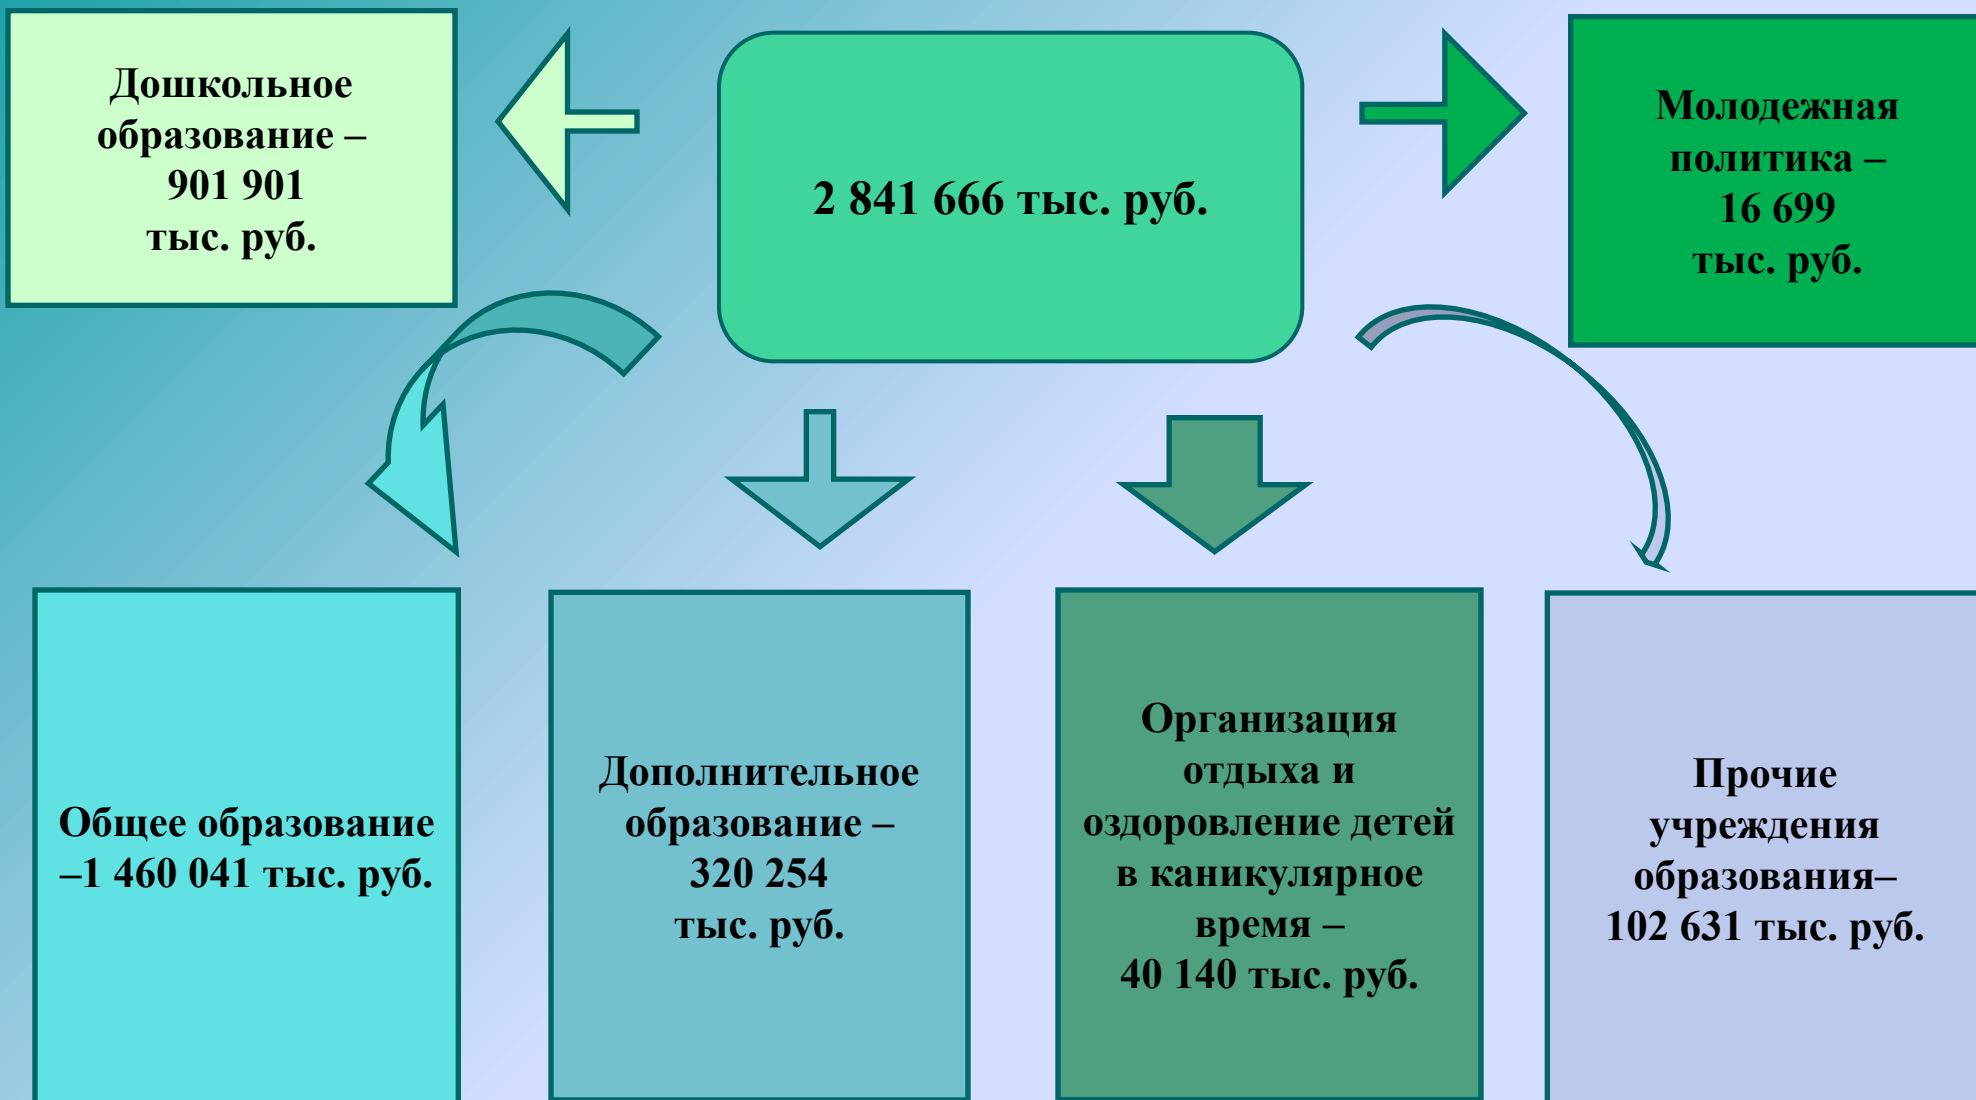 Дошкольное
образование –
901 901
тыс. руб.
2 841 666 тыс. руб.
Молодежная
политика –
16 699
тыс. руб.
Общее образование
–1 460 041 тыс. руб.
Дополнительное
образование –
320 254
тыс. руб.
Организация
отдыха и
оздоровление детей
в каникулярное
время –
40 140 тыс. руб.
Прочие
учреждения
образования–
102 631 тыс. руб.